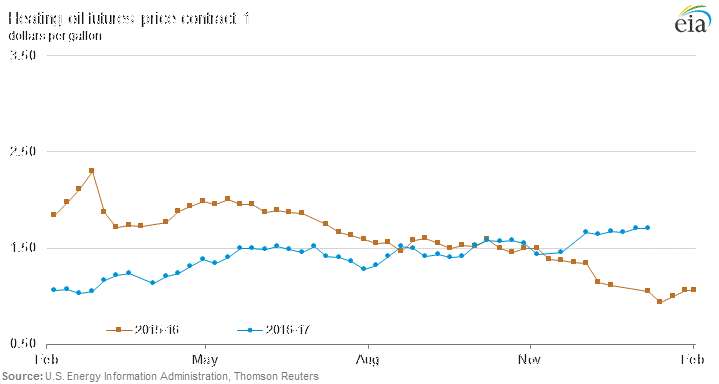 Heating oil futures price contract 1
dollars per gallon
eia
3.50
2.50
1.50
0.50
Feb
May
Aug
Nov
Feb
2015-16
2016-17
Source: U.S. Energy Information Administration, Thomson Reuters